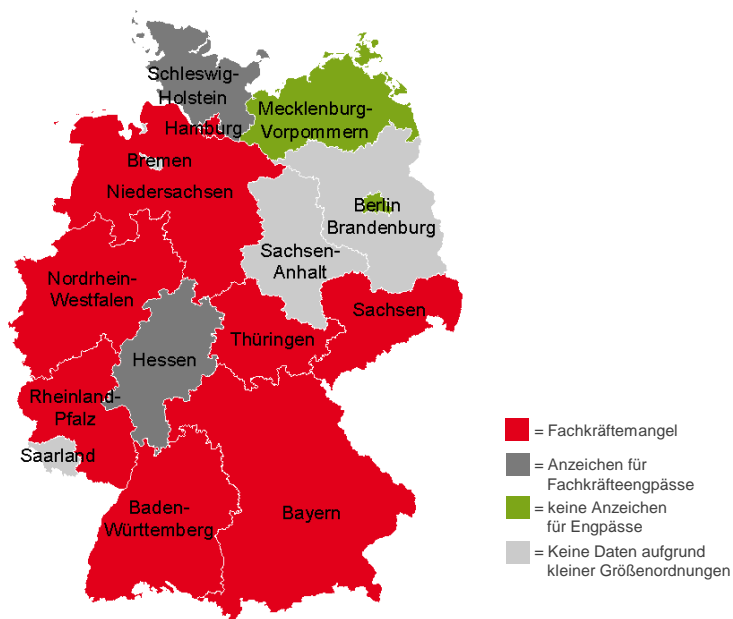 Schleswig-
Holstein
Mecklenburg-
Vorpommern
Hamburg
Bremen
Niedersachsen
Berlin
Brandenburg
Sachsen-
Anhalt
Nordrhein-
Westfalen
Sachsen
Thüringen
Hessen
Rheinland-
Pfalz
Saarland
Baden-
Württemberg
Bayern
= Fachkräftemangel
= Anzeichen für
Fachkräfteengpässe
= keine Anzeichen
für Engpässe
= Keine Daten aufgrund
kleiner Größenordnungen